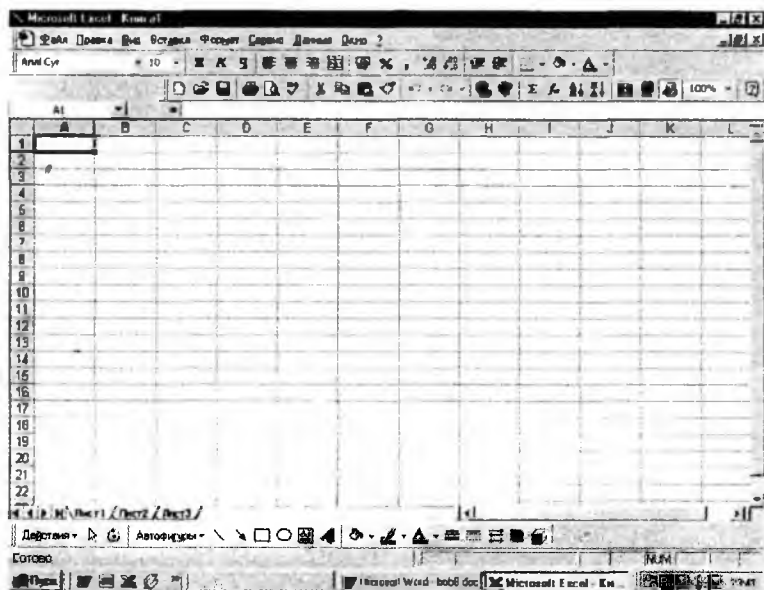 Microsoft Excel - Книга1
Файл Правка Вид Вставка Формат Сервис Данные Окно ?
Arial Cyr 10 Ж К Ч %
Σ 100%
A1 =
A B C D E F G H I J K L
1
2
3
4
5
6
7
8
9
10
11
12
13
14
15
16
17
18
19
20
21
22
Лист1 Лист2 Лист3
Действия Автофигуры
Готово NUM
Пуск Microsoft Word - bob8.doc Microsoft Excel - Кн...